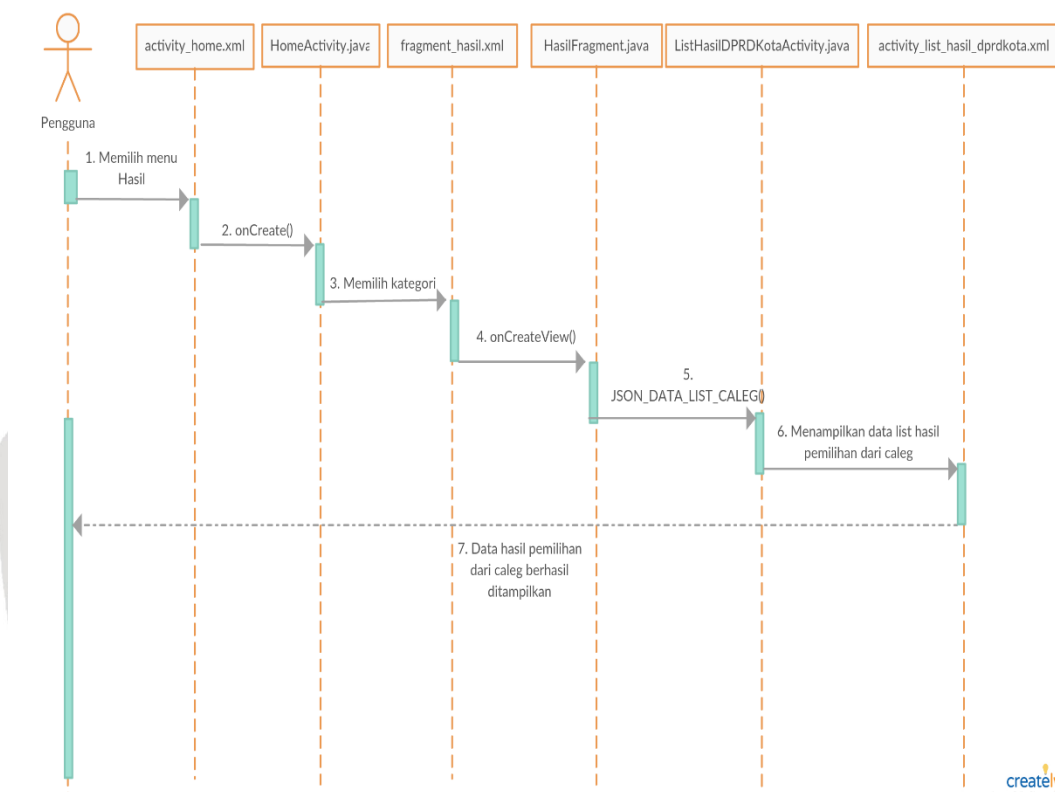 activity_home.xml
HomeActivity.java
fragment_hasil.xml
HasilFragment.java
ListHasilDPRDKotaActivity.java
activity_list_hasil_dprdkota.xml
Pengguna
1. Memilih menu
Hasil
2. onCreate()
3. Memilih kategori
4. onCreateView()
5.
JSON_DATA_LIST_CALEG()
6. Menampilkan data list hasil
pemilihan dari caleg
7. Data hasil pemilihan
dari caleg berhasil
ditampilkan
creately